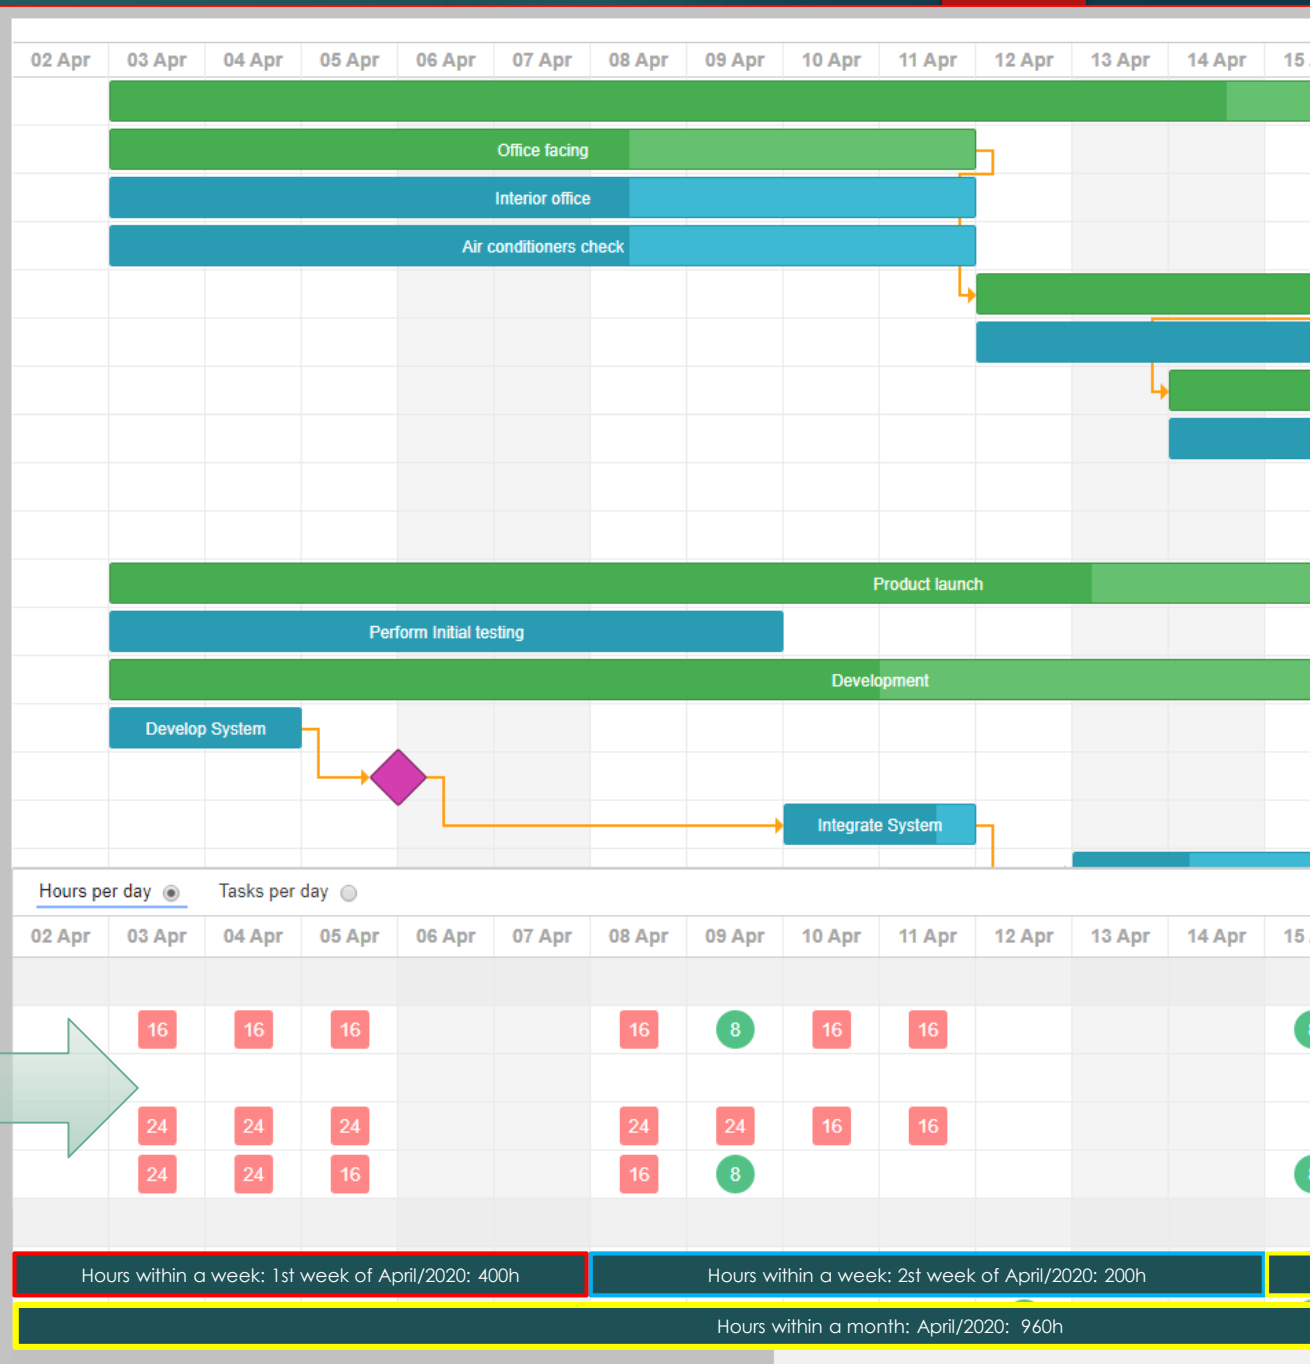 02 Apr 03 Apr 04 Apr 05 Apr 06 Apr 07 Apr 08 Apr 09 Apr 10 Apr 11 Apr 12 Apr 13 Apr 14 Apr 15
Office facing
Interior office
Air conditioners check
Product launch
Perform Initial testing
Development
Develop System
Integrate System
Hours per day Tasks per day
02 Apr 03 Apr 04 Apr 05 Apr 06 Apr 07 Apr 08 Apr 09 Apr 10 Apr 11 Apr 12 Apr 13 Apr 14 Apr 15
16 16 16 16 8 16 16
24 24 24 24 24 16 16
24 24 16 16 8
Hours within a week: 1st week of April/2020: 400h Hours within a week: 2st week of April/2020: 200h
Hours within a month: April/2020: 960h